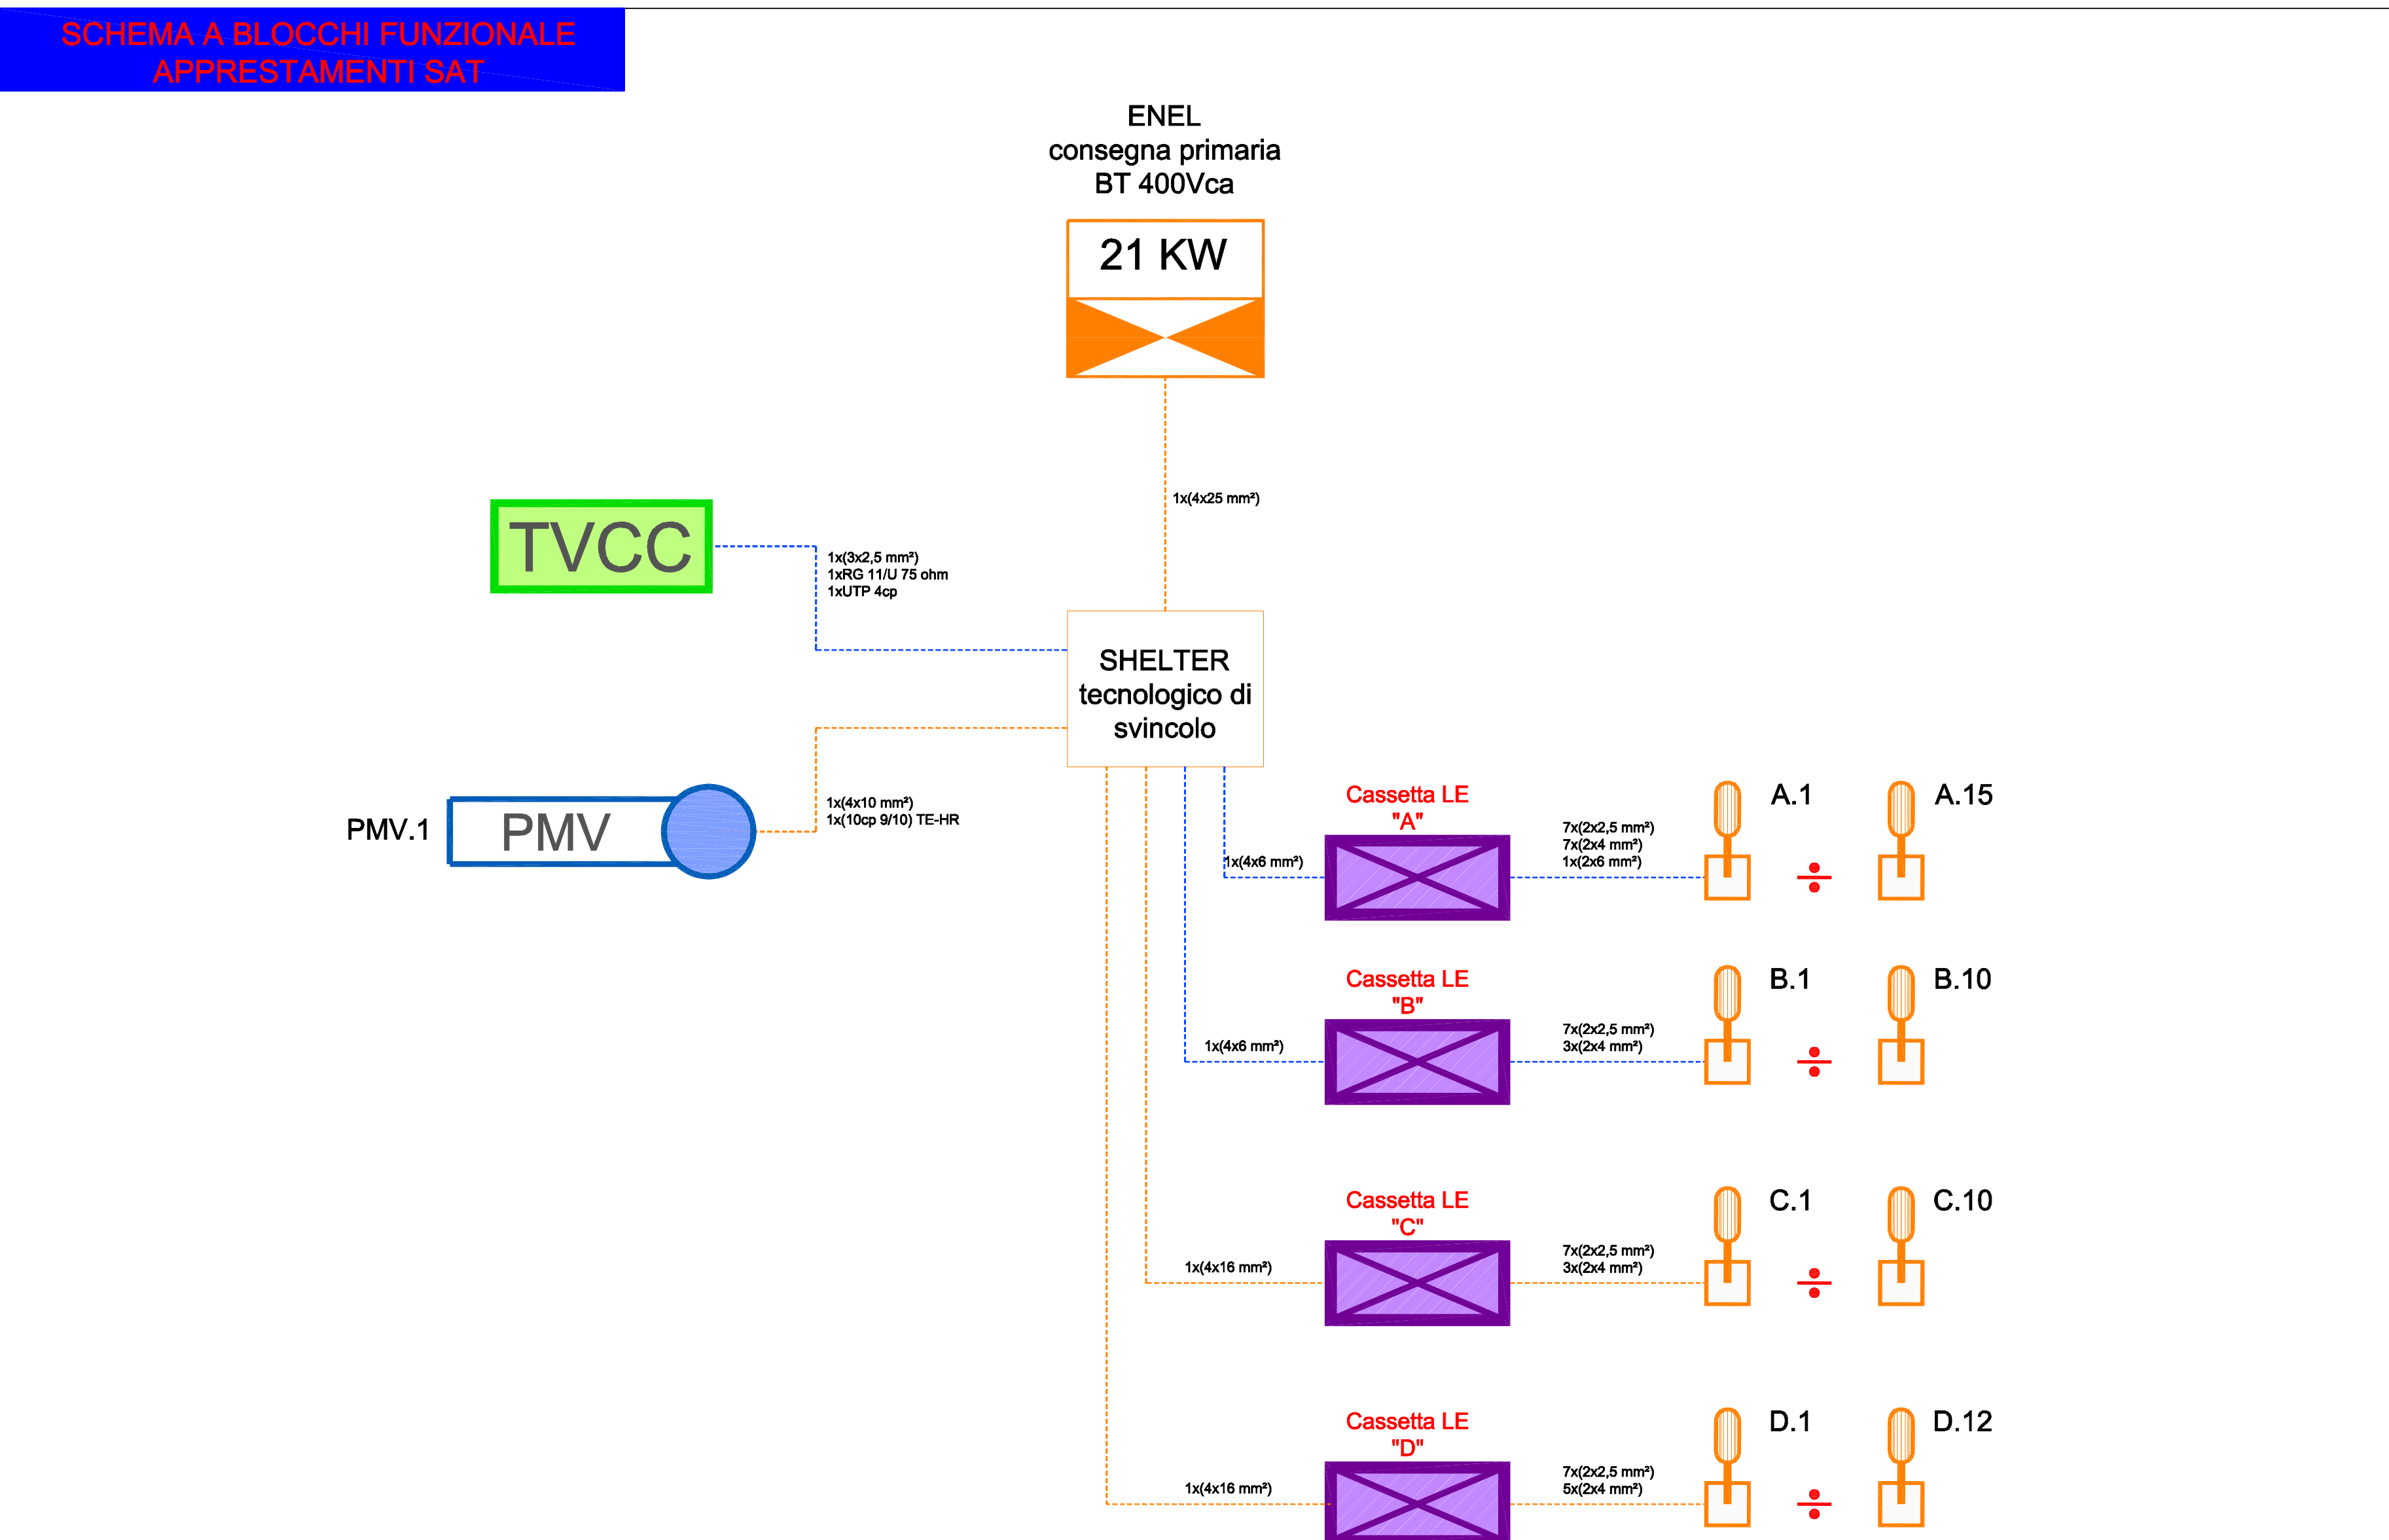 SCHEMA A BLOCCHI FUNZIONALE
APPRESTAMENTI SAT
ENEL
consegna primaria
BT 400Vca
21 KW
1x(4x25 mm²)
TVCC
1x(3x2,5 mm²)
1xRG 11/U 75 ohm
1xUTP 4cp
SHELTER
tecnologico di
svincolo
PMV.1
PMV
1x(4x10 mm²)
1x(10cp 9/10) TE-HR
Cassetta LE
"A"
1x(4x6 mm²)
7x(2x2,5 mm²)
7x(2x4 mm²)
1x(2x6 mm²)
A.1
÷
A.15
Cassetta LE
"B"
1x(4x6 mm²)
7x(2x2,5 mm²)
3x(2x4 mm²)
B.1
÷
B.10
Cassetta LE
"C"
1x(4x16 mm²)
7x(2x2,5 mm²)
3x(2x4 mm²)
C.1
÷
C.10
Cassetta LE
"D"
1x(4x16 mm²)
7x(2x2,5 mm²)
5x(2x4 mm²)
D.1
÷
D.12